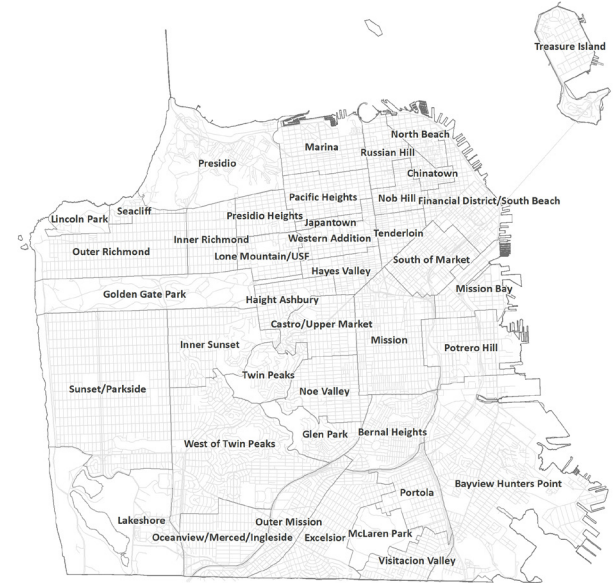 Treasure Island
North Beach
Marina
Russian Hill
Presidio
Chinatown
Pacific Heights
Nob Hill
Financial District/South Beach
Seacliff
Lincoln Park
Presidio Heights
Japantown
Tenderloin
Inner Richmond
Western Addition
Outer Richmond
Lone Mountain/USF
South of Market
Hayes Valley
Mission Bay
Golden Gate Park
Haight Ashbury
Castro/Upper Market
Inner Sunset
Mission
Potrero Hill
Twin Peaks
Sunset/Parkside
Noe Valley
Glen Park
Bernal Heights
West of Twin Peaks
Bayview Hunters Point
Portola
Lakeshore
Outer Mission
Oceanview/Merced/Ingleside
Excelsior
McLaren Park
Visitacion Valley